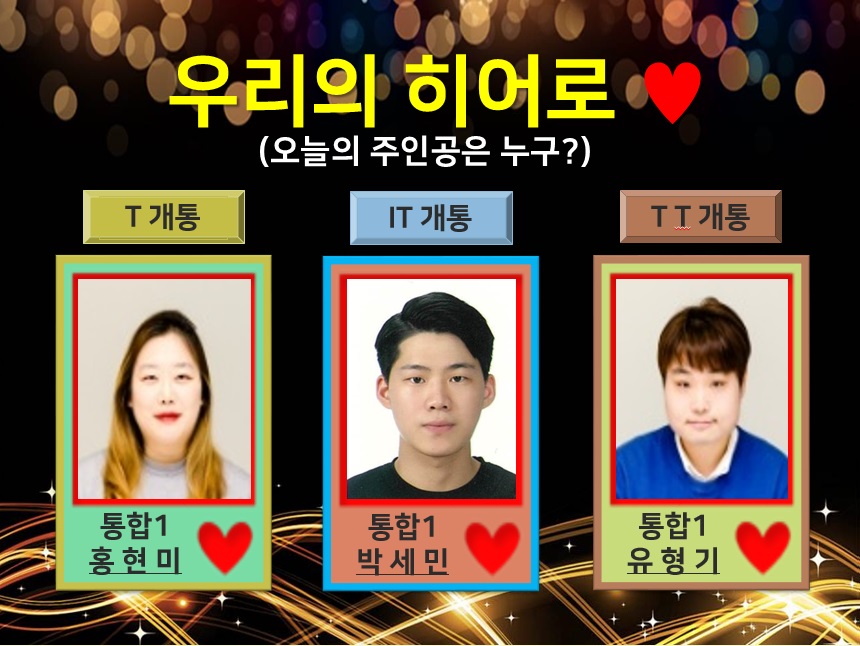 우리의 히어로 ♥
(오늘의 주인공은 누구?)
T 개통
IT 개통
T T 개통
통합1
홍 현 미
통합1
박 세 민
통합1
유 형 기